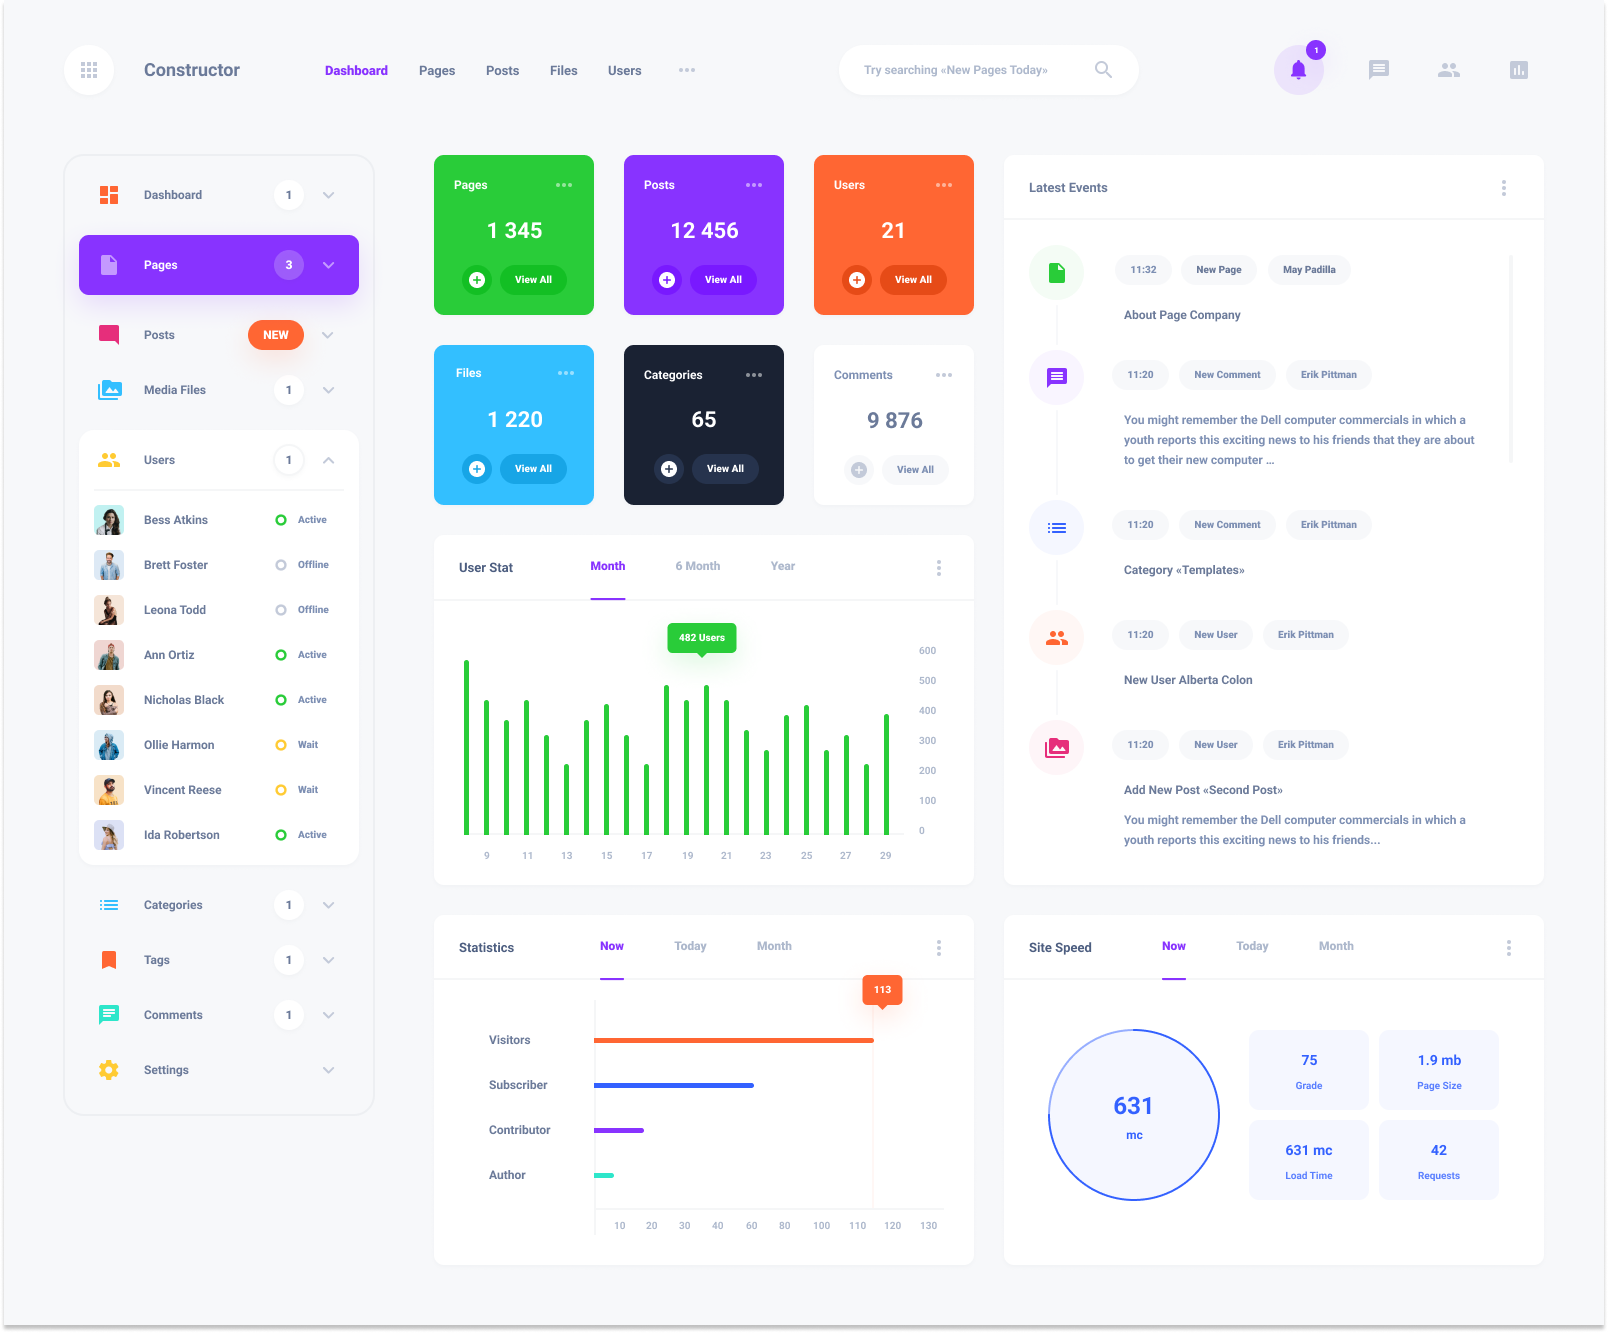 Constructor
Dashboard Pages Posts Files Users
Try searching «New Pages Today»
1
Dashboard 1
Pages 3
Posts NEW
Media Files 1
Users 1
Bess Atkins Active
Brett Foster Offline
Leona Todd Offline
Ann Ortiz Active
Nicholas Black Active
Ollie Harmon Wait
Vincent Reese Wait
Ida Robertson Active
Categories 1
Tags 1
Comments 1
Settings
Pages
1 345
View All
Posts
12 456
View All
Users
21
View All
Files
1 220
View All
Categories
65
View All
Comments
9 876
View All
User Stat Month 6 Month Year
482 Users
600
500
400
300
200
100
0
9 11 13 15 17 19 21 23 25 27 29
Latest Events
11:32 New Page May Padilla
About Page Company
11:20 New Comment Erik Pittman
You might remember the Dell computer commercials in which a
youth reports this exciting news to his friends that they are about
to get their new computer ...
11:20 New Comment Erik Pittman
Category «Templates»
11:20 New User Erik Pittman
New User Alberta Colon
11:20 New User Erik Pittman
Add New Post «Second Post»
You might remember the Dell computer commercials in which a
youth reports this exciting news to his friends...
Statistics Now Today Month
113
Visitors
Subscriber
Contributor
Author
10 20 30 40 60 80 100 110 120 130
Site Speed Now Today Month
631
mc
75
Grade
1.9 mb
Page Size
631 mc
Load Time
42
Requests